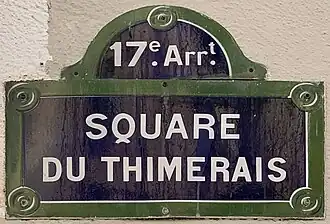 17e. Arrt.
SQUARE
DU THIMERAIS